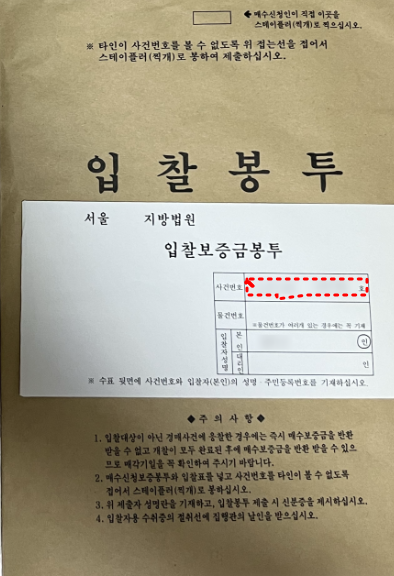 ← 매수신청인이 직접 이곳을
스테이플러(찍개)로 찍으십시오.
※ 타인이 사건번호를 볼 수 없도록 위 접는선을 접어서
스테이플러(찍개)로 봉하여 제출하십시오.
입찰봉투
서울 지방법원
입찰보증금봉투
사건번호 호
물건번호
※물건번호가 여러개 있는 경우에는 꼭 기재
입찰자성명
본인 인
대리인 인
※ 수표 뒷면에 사건번호와 입찰자(본인)의 성명·주민등록번호를 기재하십시오.
◆ 주 의 사 항 ◆
1. 입찰대상이 아닌 경매사건에 응찰한 경우에는 즉시 매수보증금을 반환
받을 수 없고 개찰이 모두 완료된 후에 매수보증금을 반환 받을 수 있으
므로 매각기일을 꼭 확인하여 주시기 바랍니다.
2. 매수신청보증봉투와 입찰표를 넣고 사건번호를 타인이 볼 수 없도록
접어서 스테이플러(찍개)로 봉하십시오.
3. 위 제출자 성명란을 기재하고, 입찰봉투 제출 시 신분증을 제시하십시오.
4. 입찰자용 수취증의 절취선에 집행관의 날인을 받으십시오.